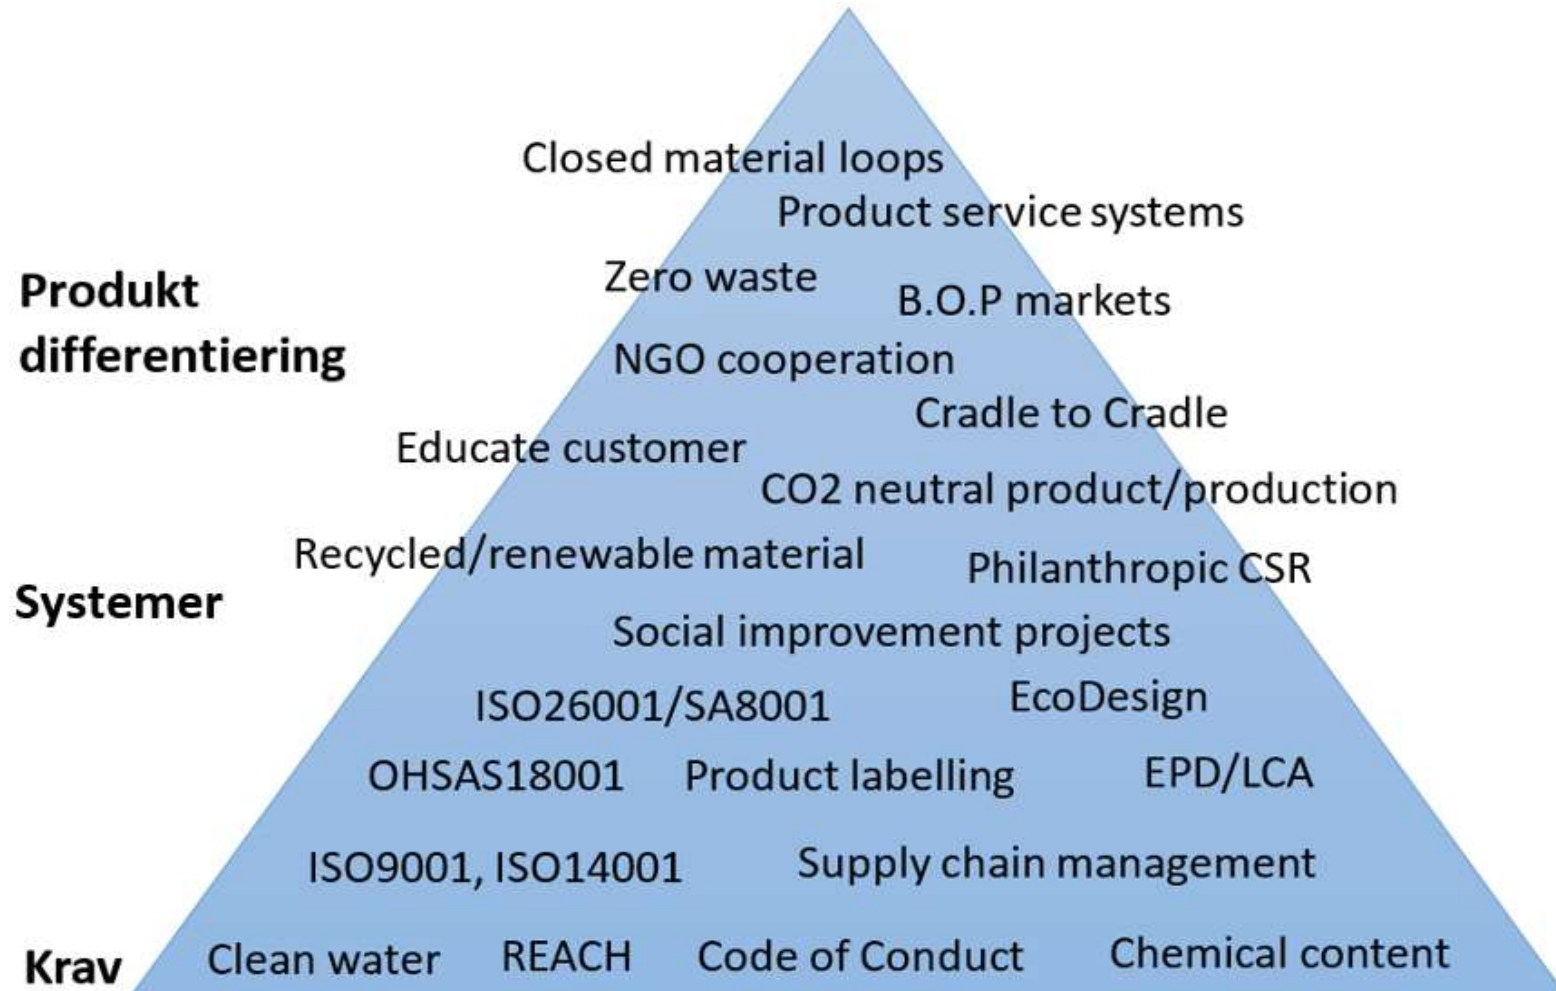 Closed material loops
Product service systems
Zero waste
B.O.P markets
Produkt
differentiering
NGO cooperation
Cradle to Cradle
Educate customer
CO2 neutral product/production
Recycled/renewable material
Philanthropic CSR
Systemer
Social improvement projects
ISO26001/SA8001
EcoDesign
OHSAS18001
Product labelling
EPD/LCA
ISO9001, ISO14001
Supply chain management
Krav
Clean water
REACH
Code of Conduct
Chemical content